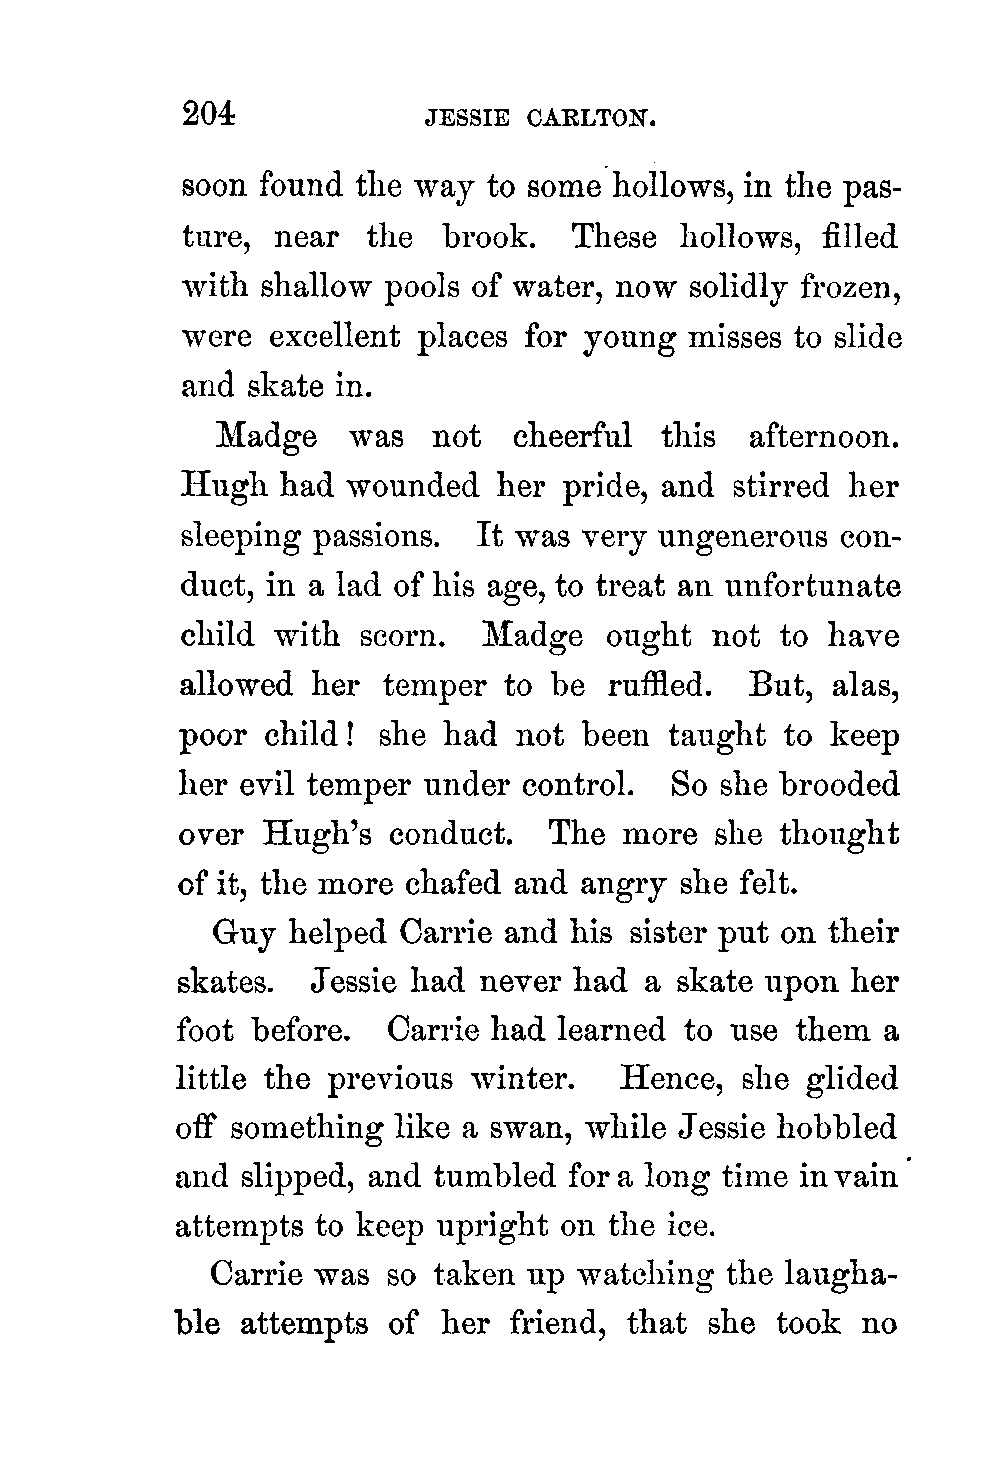 204 JESSIE CARLTON.
soon found the way to some hollows, in the pas-
ture, near the brook. These hollows, filled
with shallow pools of water, now solidly frozen,
were excellent places for young misses to slide
and skate in.
Madge was not cheerful this afternoon.
Hugh had wounded her pride, and stirred her
sleeping passions. It was very ungenerous con-
duct, in a lad of his age, to treat an unfortunate
child with scorn. Madge ought not to have
allowed her temper to be ruffled. But, alas,
poor child! she had not been taught to keep
her evil temper under control. So she brooded
over Hugh's conduct. The more she thought
of it, the more chafed and angry she felt.
Guy helped Carrie and his sister put on their
skates. Jessie had never had a skate upon her
foot before. Carrie had learned to use them a
little the previous winter. Hence, she glided
off something like a swan, while Jessie hobbled
and slipped, and tumbled for a long time in vain
attempts to keep upright on the ice.
Carrie was so taken up watching the laugha-
ble attempts of her friend, that she took no